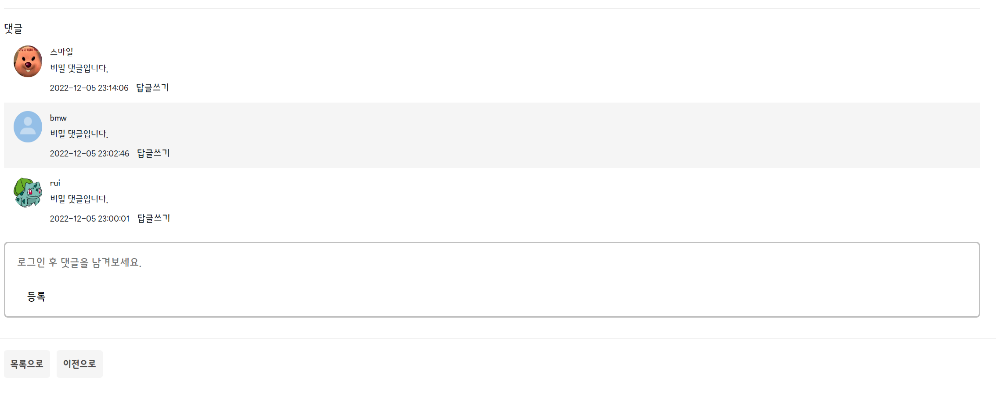 댓글
스마일
비밀 댓글입니다.
2022-12-05 23:14:06 답글쓰기
bmw
비밀 댓글입니다.
2022-12-05 23:02:46 답글쓰기
rui
비밀 댓글입니다.
2022-12-05 23:00:01 답글쓰기
로그인 후 댓글을 남겨보세요.
등록
목록으로 이전으로